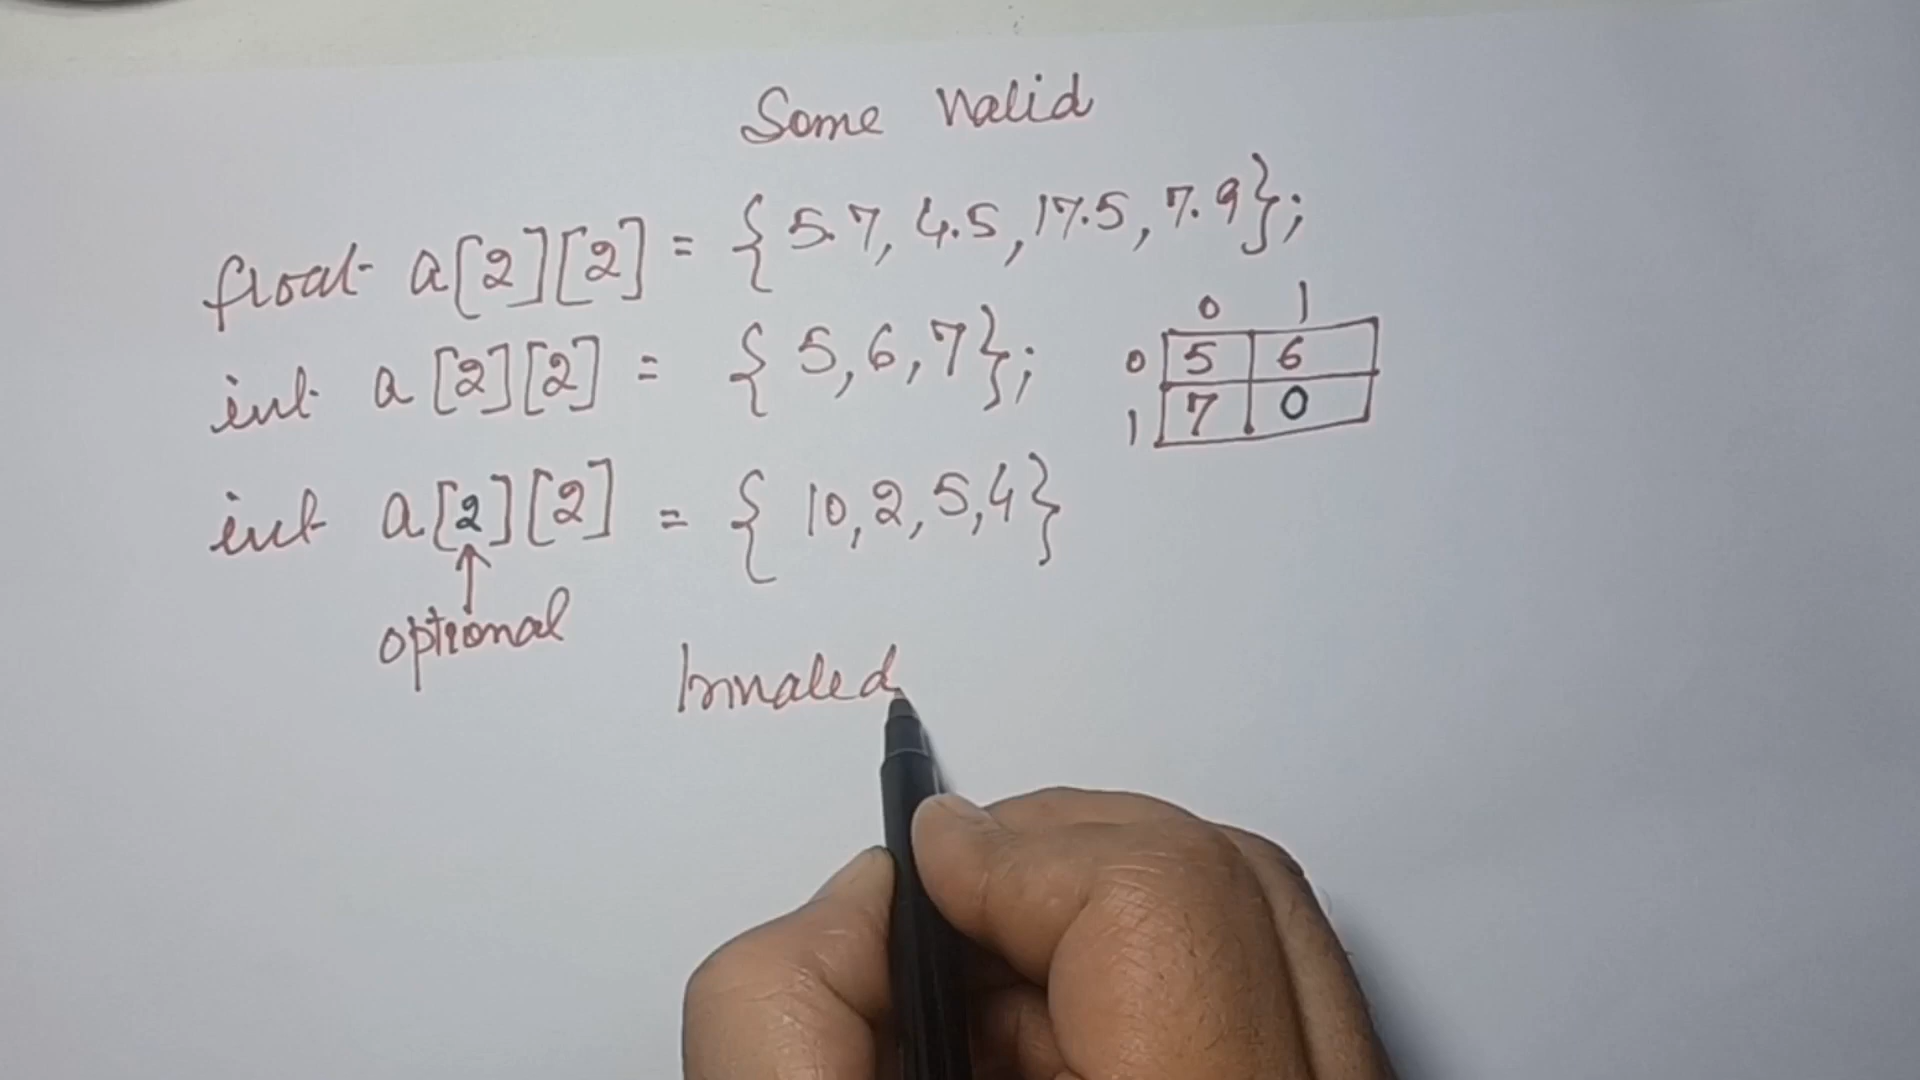 Some Valid
float a[2][2] = {5.7, 4.5, 17.5, 7.9};
int a[2][2] = {5,6,7};
0 1
0 5 6
1 7 0
int a[2][2] = {10,2,5,4}
optional
Invalid